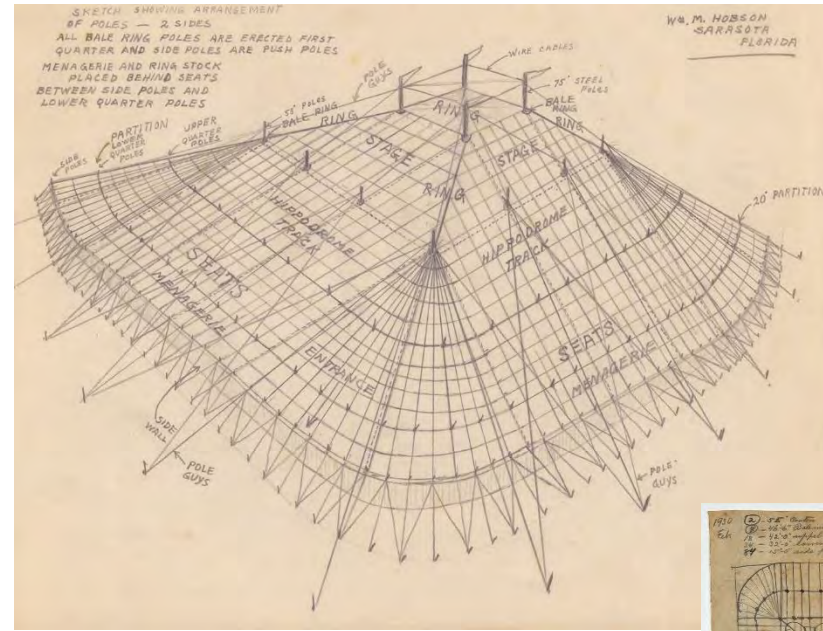 SKETCH SHOWING ARRANGEMENT
OF POLES — 2 SIDES
ALL BALE RING POLES ARE ERECTED FIRST
QUARTER AND SIDE POLES ARE PUSH POLES
MENAGERIE AND RING STOCK
PLACED BEHIND SEATS
BETWEEN SIDE POLES AND
LOWER QUARTER POLES
WM. M. HOBSON
SARASOTA
FLORIDA
WIRE CABLES
POLE
GUYS
75' STEEL
POLES
BALE
RING
RING
RING
55' POLES
BALE RING
RING
STAGE
STAGE
RING
UPPER
QUARTER
POLES
PARTITION
LOWER
QUARTER
POLES
SIDE
POLES
HIPPODROME
TRACK
HIPPODROME
TRACK
20' PARTITION
SEATS
MENAGERIE
ENTRANCE
SEATS
MENAGERIE
SIDE
WALL
POLE
GUYS
POLE
GUYS
1930
Feb